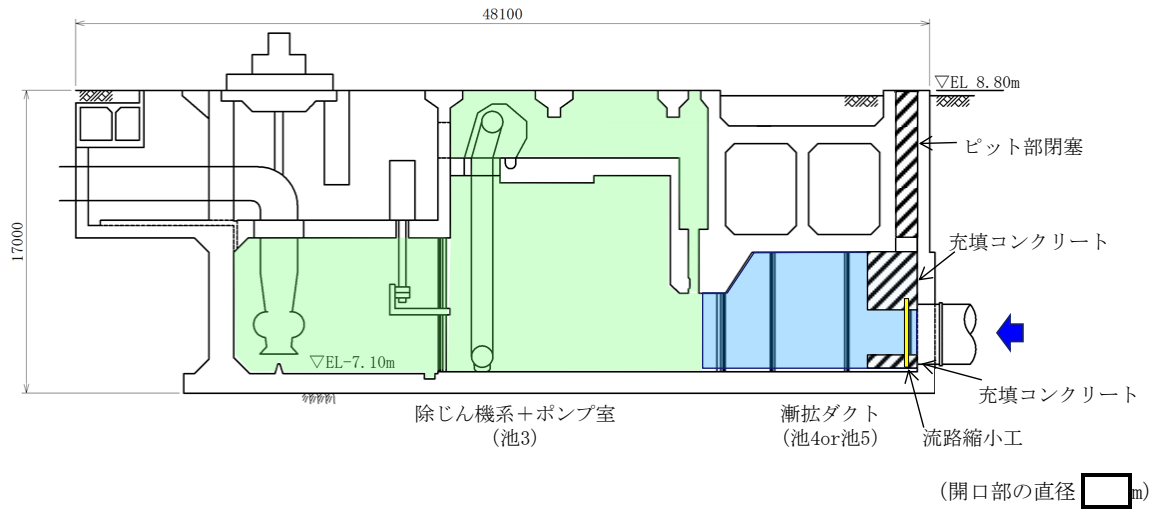 48100
▽EL 8.80m
ピット部閉塞
17000
充填コンクリート
▽EL-7.10m
充填コンクリート
除じん機系＋ポンプ室
(池3)
漸拡ダクト
(池4or池5)
流路縮小工
(開口部の直径 m)